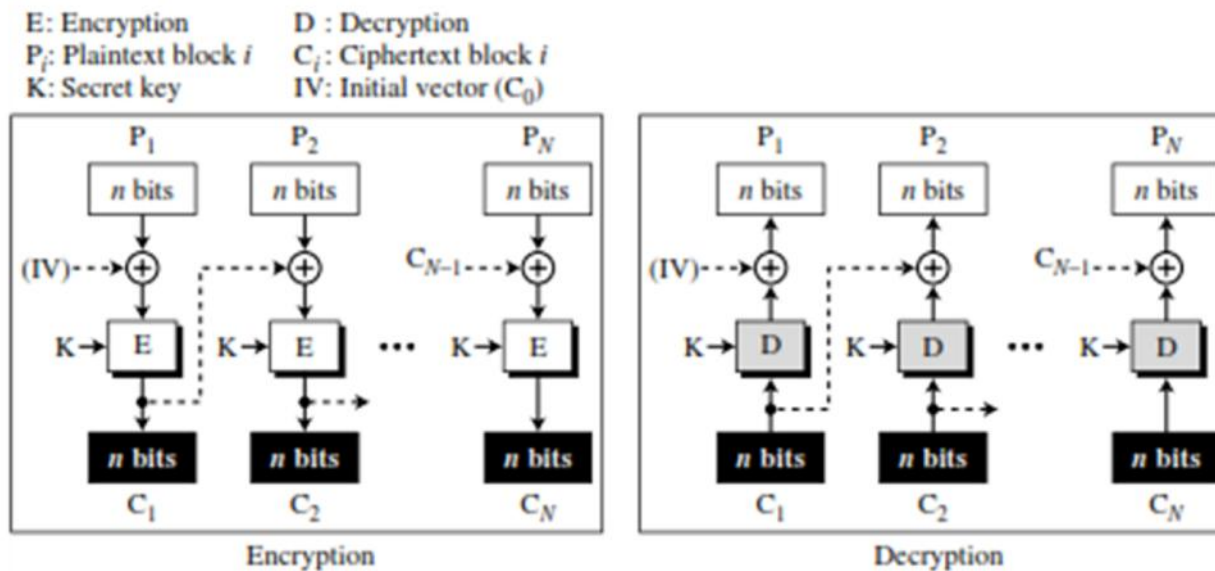 E: Encryption D : Decryption
Pᵢ: Plaintext block i Cᵢ: Ciphertext block i
K: Secret key IV: Initial vector (C₀)
P₁ P₂ P_N P₁ P₂ P_N
n bits n bits n bits n bits n bits n bits
(IV) C_N–1 (IV) C_N–1
K E K E ••• K E K D K D ••• K D
n bits n bits n bits n bits n bits n bits
C₁ C₂ C_N C₁ C₂ C_N
Encryption Decryption